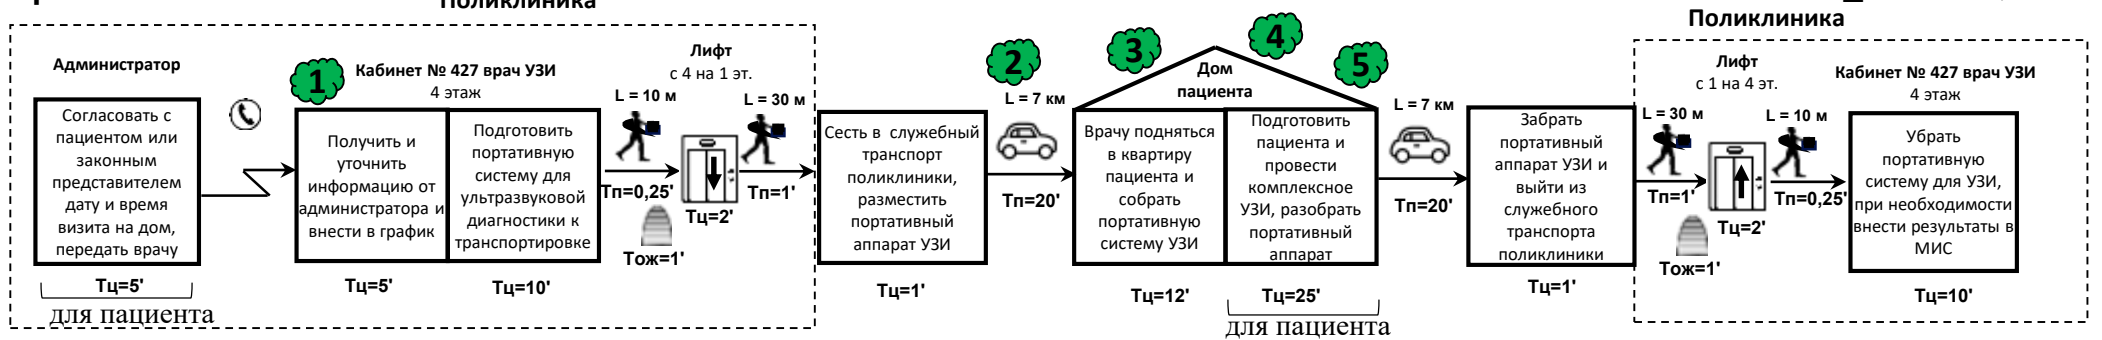 Поликлиника
Администратор
Согласовать с
пациентом или
законным
представителем
дату и время
визита на дом,
передать врачу
Тц=5'
для пациента
1
Кабинет № 427 врач УЗИ
4 этаж
Получить и
уточнить
информацию от
администратора и
внести в график
Тц=5'
Подготовить
портативную
систему для
ультразвуковой
диагностики к
транспортировке
Тц=10'
L = 10 м
Тп=0,25'
Тож=1'
Лифт
с 4 на 1 эт.
Тц=2'
L = 30 м
Тп=1'
Сесть в служебный
транспорт
поликлиники,
разместить
портативный
аппарат УЗИ
Тц=1'
2
L = 7 км
Тп=20'
3
4
5
Дом
пациента
Врачу подняться
в квартиру
пациента и
собрать
портативную
систему УЗИ
Тц=12'
Подготовить
пациента и
провести
комплексное
УЗИ, разобрать
портативный
аппарат
Тц=25'
для пациента
L = 7 км
Тп=20'
Забрать
портативный
аппарат УЗИ и
выйти из
служебного
транспорта
поликлиники
Тц=1'
Поликлиника
L = 30 м
Тп=1'
Тож=1'
Лифт
с 1 на 4 эт.
Тц=2'
L = 10 м
Тп=0,25'
Кабинет № 427 врач УЗИ
4 этаж
Убрать
портативную
систему для УЗИ,
при необходимости
внести результаты в
МИС
Тц=10'